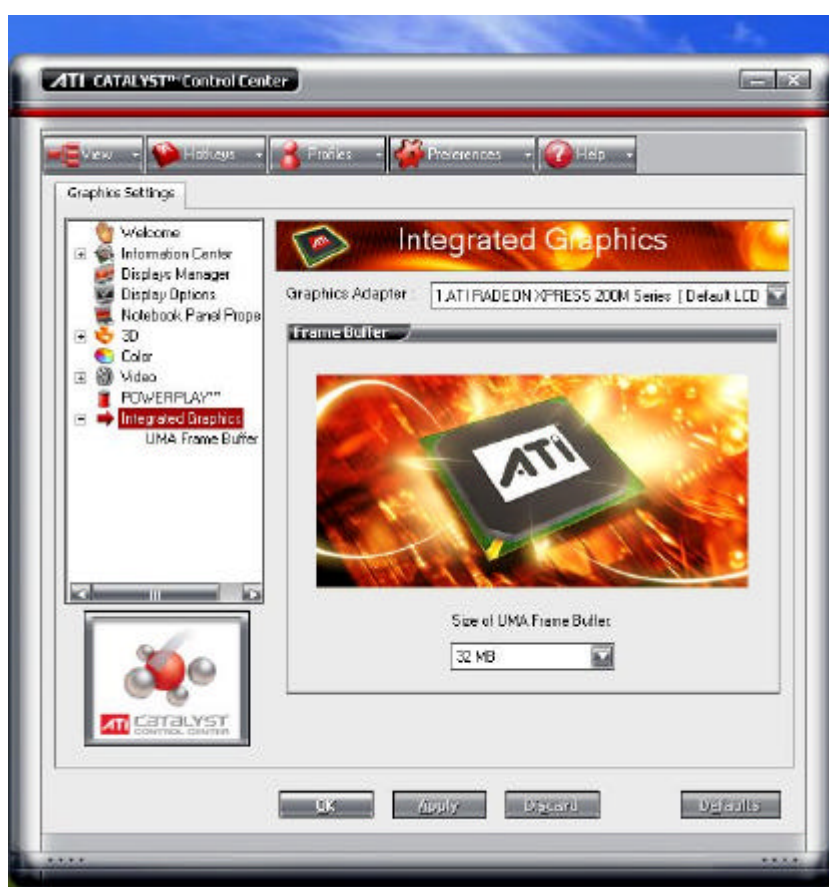 ATI CATALYST™ Control Center
View
Hotkeys
Profiles
Preferences
Help
Graphics Settings
Welcome
Information Center
Displays Manager
Display Options
Notebook Panel Prope
3D
Color
Video
POWERPLAY™
Integrated Graphics
UMA Frame Buffer
Integrated Graphics
Graphics Adapter :
1.ATI RADEON XPRESS 200M Series [ Default LCD
Frame Buffer
ATI
Size of UMA Frame Buffer:
32 MB
ATI CATALYST
CONTROL CENTER
OK
Apply
Discard
Defaults